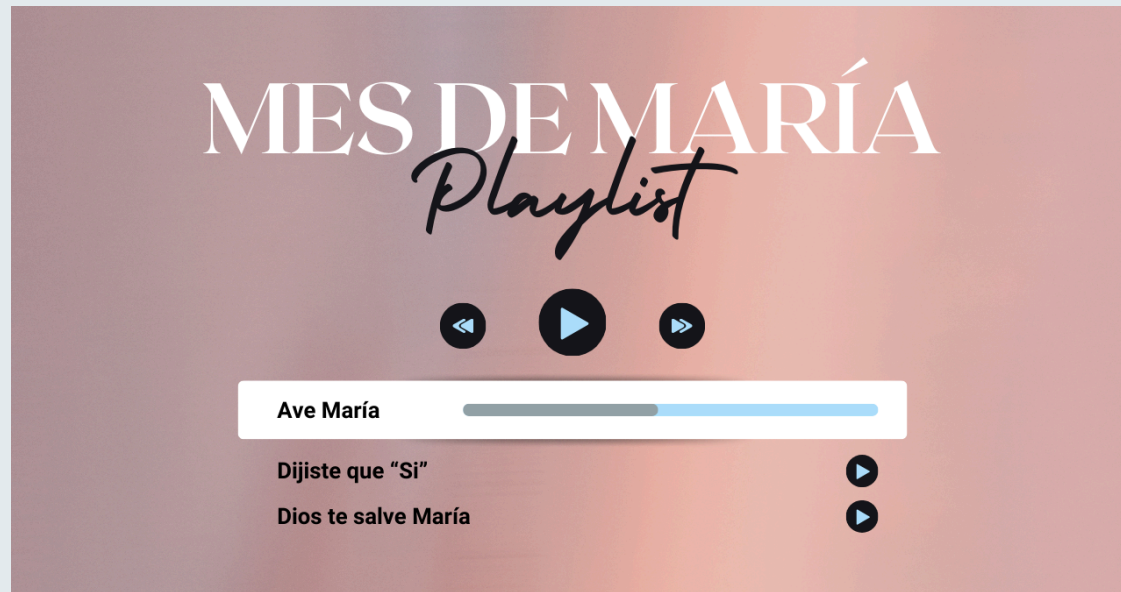 MES DE MARÍA
Playlist
Ave María
Dijiste que “Si”
Dios te salve María